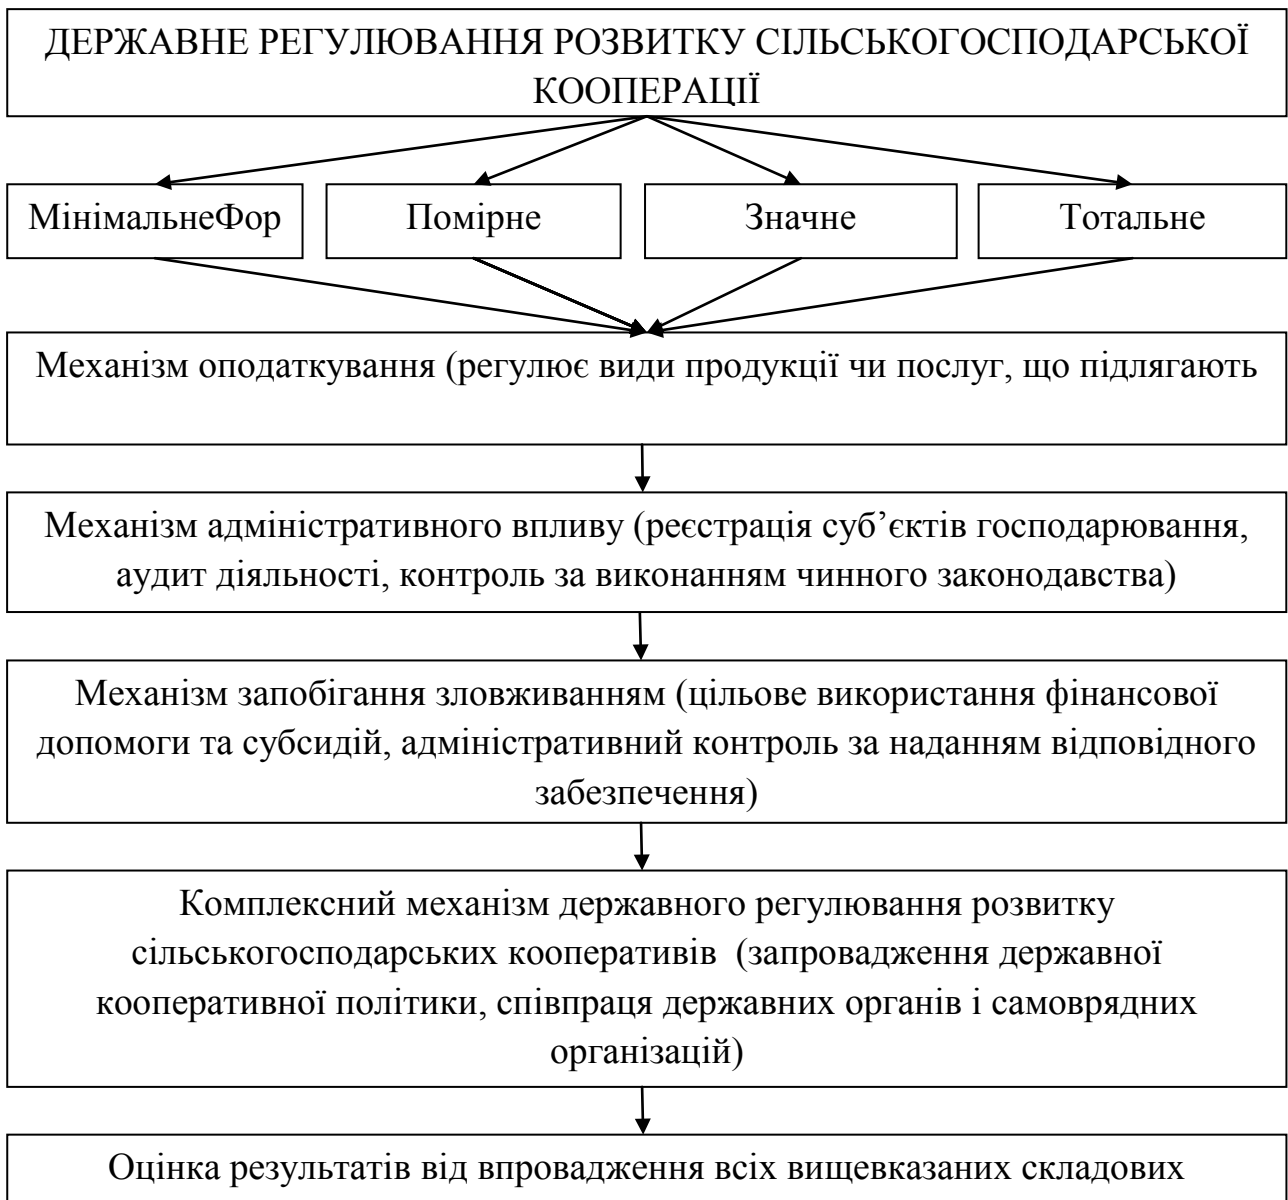 ДЕРЖАВНЕ РЕГУЛЮВАННЯ РОЗВИТКУ СІЛЬСЬКОГОСПОДАРСЬКОЇ
КООПЕРАЦІЇ
МінімальнеФор
Помірне
Значне
Тотальне
Механізм оподаткування (регулює види продукції чи послуг, що підлягають
Механізм адміністративного впливу (реєстрація суб’єктів господарювання,
аудит діяльності, контроль за виконанням чинного законодавства)
Механізм запобігання зловживанням (цільове використання фінансової
допомоги та субсидій, адміністративний контроль за наданням відповідного
забезпечення)
Комплексний механізм державного регулювання розвитку
сільськогосподарських кооперативів (запровадження державної
кооперативної політики, співпраця державних органів і самоврядних
організацій)
Оцінка результатів від впровадження всіх вищевказаних складових